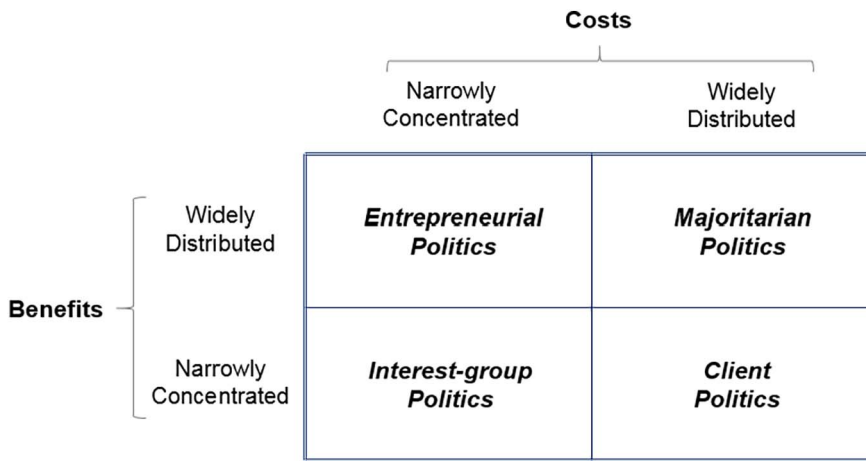 Costs
Narrowly
Concentrated
Widely
Distributed
Widely
Distributed
Entrepreneurial
Politics
Majoritarian
Politics
Benefits
Narrowly
Concentrated
Interest-group
Politics
Client
Politics